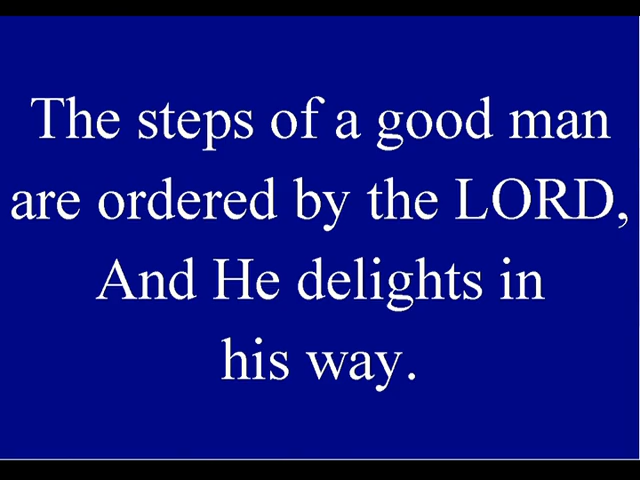 The steps of a good man
are ordered by the LORD,
And He delights in
his way.